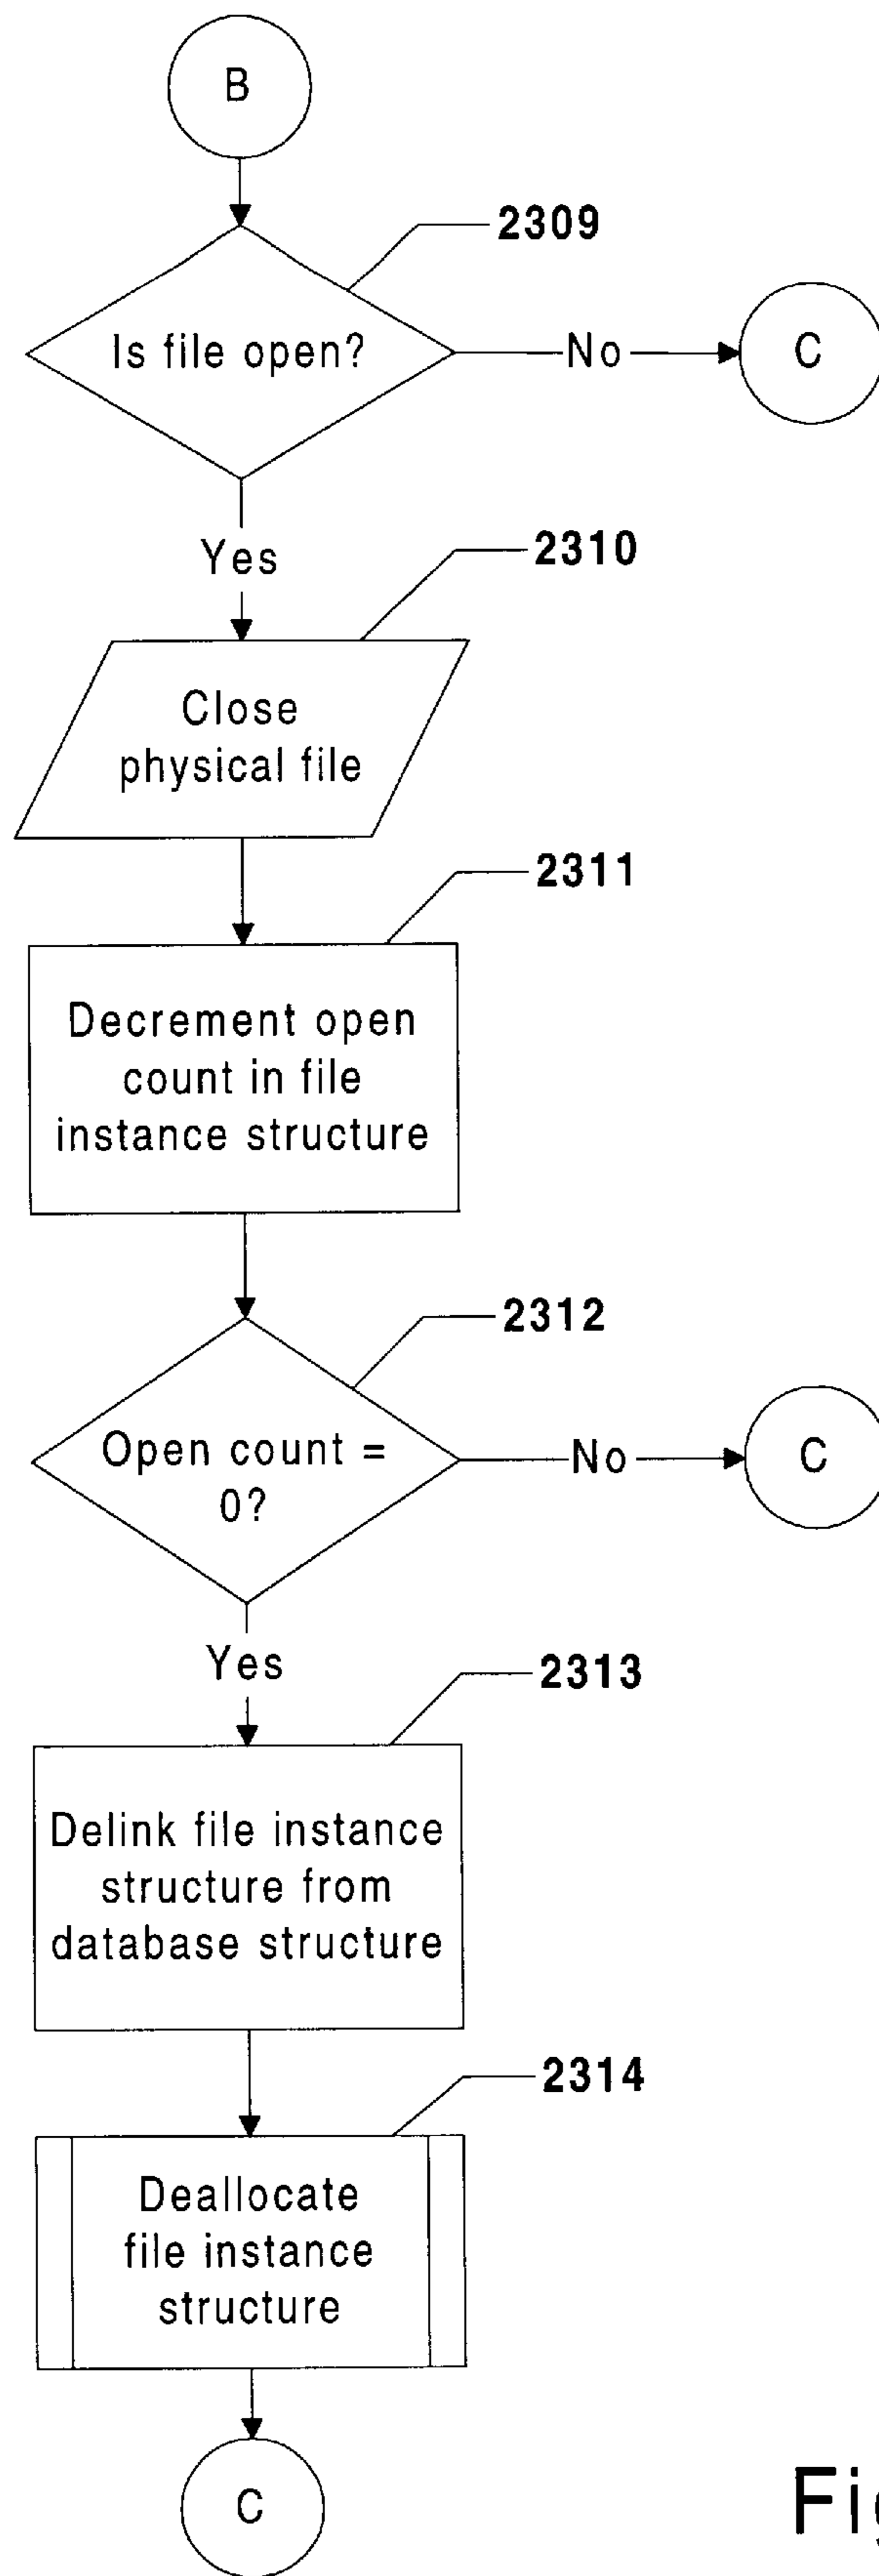 B
2309
Is file open?
No
C
Yes
2310
Close
physical file
2311
Decrement open
count in file
instance structure
2312
Open count =
0?
No
C
Yes
2313
Delink file instance
structure from
database structure
2314
Deallocate
file instance
structure
C